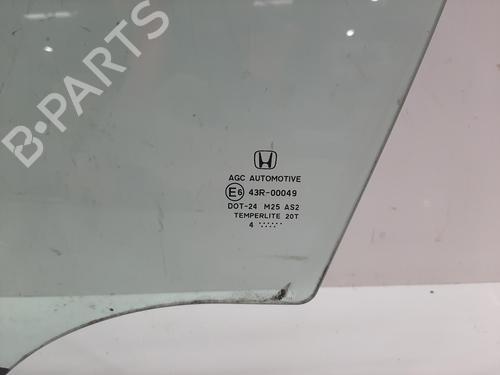 B-PARTS
AGC AUTOMOTIVE
E6 43R-00049
DOT-24 M25 AS2
TEMPERLITE 20T
4 ......